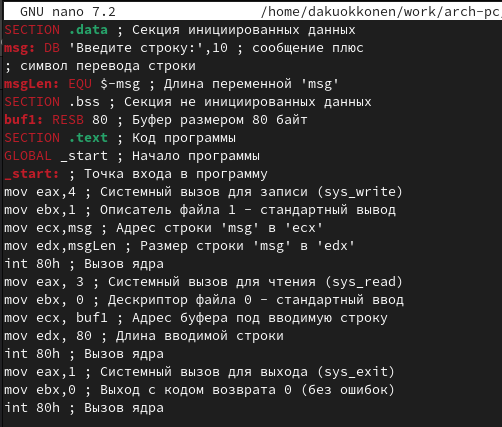 GNU nano 7.2 /home/dakuokkonen/work/arch-pc
SECTION .data ; Секция инициированных данных
msg: DB 'Введите строку:',10 ; сообщение плюс
; символ перевода строки
msgLen: EQU $-msg ; Длина переменной 'msg'
SECTION .bss ; Секция не инициированных данных
buf1: RESB 80 ; Буфер размером 80 байт
SECTION .text ; Код программы
GLOBAL _start ; Начало программы
_start: ; Точка входа в программу
mov eax,4 ; Системный вызов для записи (sys_write)
mov ebx,1 ; Описатель файла 1 - стандартный вывод
mov ecx,msg ; Адрес строки 'msg' в 'ecx'
mov edx,msgLen ; Размер строки 'msg' в 'edx'
int 80h ; Вызов ядра
mov eax, 3 ; Системный вызов для чтения (sys_read)
mov ebx, 0 ; Дескриптор файла 0 - стандартный ввод
mov ecx, buf1 ; Адрес буфера под вводимую строку
mov edx, 80 ; Длина вводимой строки
int 80h ; Вызов ядра
mov eax,1 ; Системный вызов для выхода (sys_exit)
mov ebx,0 ; Выход с кодом возврата 0 (без ошибок)
int 80h ; Вызов ядра